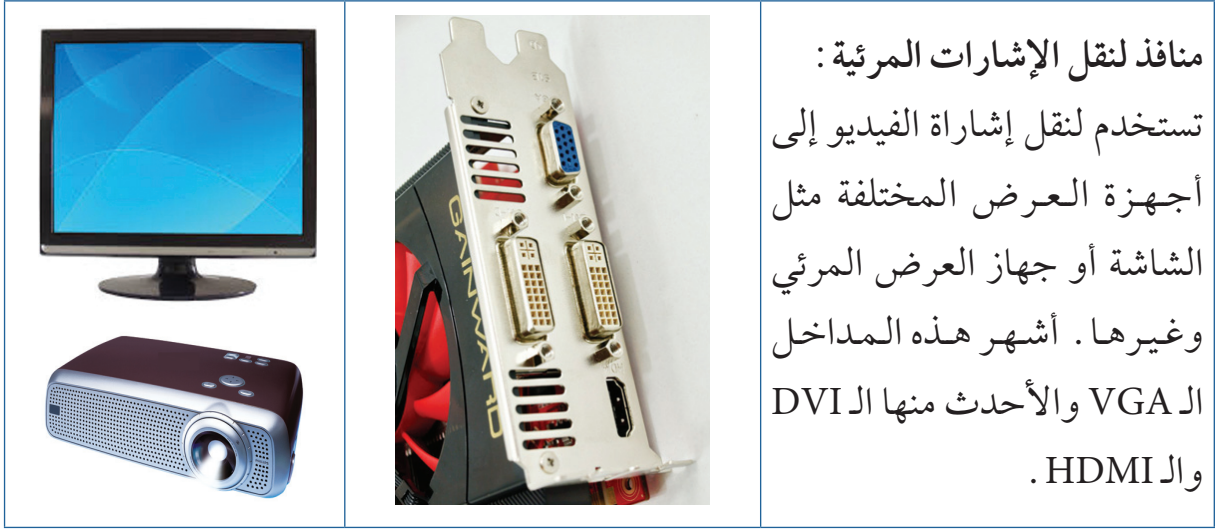 منافذ لنقل الإشارات المرئية :
تستخدم لنقل إشاراة الفيديو إلى
أجهزة العرض المختلفة مثل
الشاشة أو جهاز العرض المرئي
وغيرها . أشهر هذه المداخل
الـ VGA والأحدث منها الـ DVI
والـ HDMI .
GAINWARD